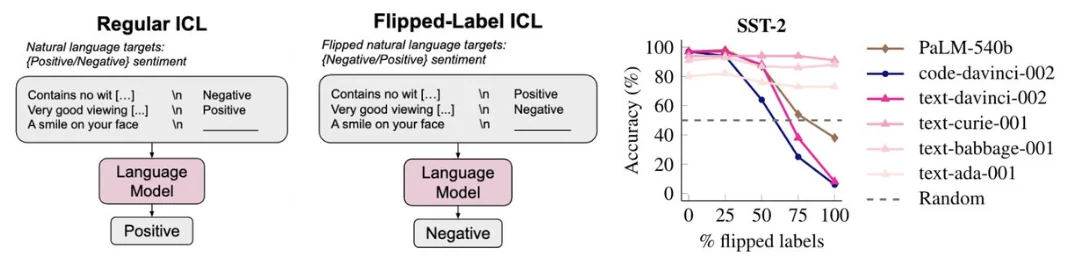 Regular ICL
Natural language targets:
{Positive/Negative} sentiment
Contains no wit [...] \n Negative
Very good viewing [...] \n Positive
A smile on your face \n ________
Language
Model
Positive
Flipped-Label ICL
Flipped natural language targets:
{Negative/Positive} sentiment
Contains no wit [...] \n Positive
Very good viewing [...] \n Negative
A smile on your face \n ________
Language
Model
Negative
SST-2
Accuracy (%)
100
80
60
40
20
0
0 25 50 75 100
% flipped labels
PaLM-540b
code-davinci-002
text-davinci-002
text-curie-001
text-babbage-001
text-ada-001
Random